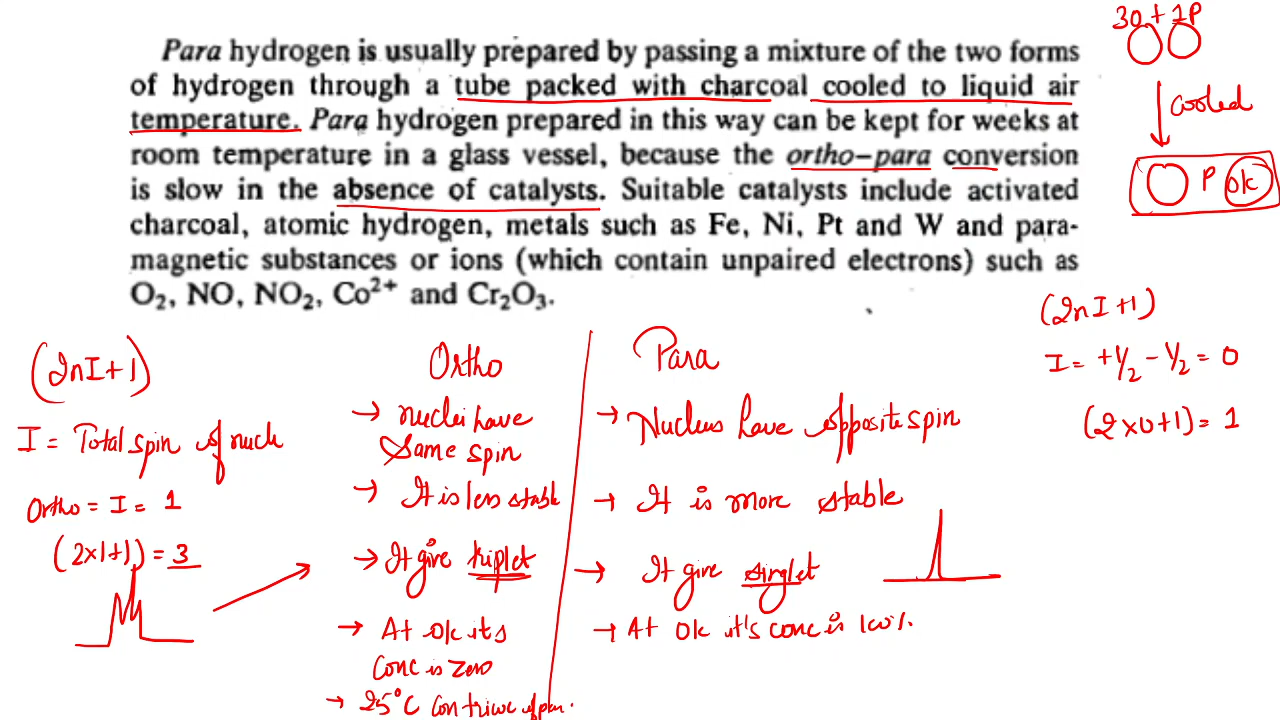 Para hydrogen is usually prepared by passing a mixture of the two forms
of hydrogen through a tube packed with charcoal cooled to liquid air
temperature. Para hydrogen prepared in this way can be kept for weeks at
room temperature in a glass vessel, because the ortho–para conversion
is slow in the absence of catalysts. Suitable catalysts include activated
charcoal, atomic hydrogen, metals such as Fe, Ni, Pt and W and para-
magnetic substances or ions (which contain unpaired electrons) such as
O₂, NO, NO₂, Co²⁺ and Cr₂O₃.
3O + 1P
cooled
P 0k
(2nI+1)
I = Total spin of nucle
Ortho = I = 1
(2x1+1) = 3
Ortho
→ nuclei have
Same spin
→ It is less stable
→ It give triplet
→ At 0k its
Conc is zero
→ 25°C
Para
→ Nucleus have opposite spin
→ It is more stable
→ It give singlet
→ At 0k it's conc is 100%.
(2nI+1)
I = +1/2 - 1/2 = 0
(2x0+1) = 1